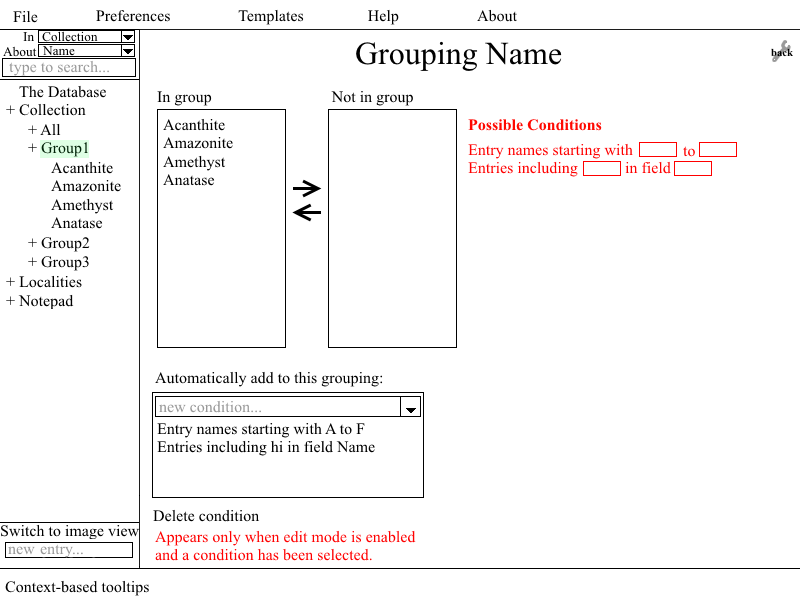 File Preferences Templates Help About
In Collection
About Name
type to search...
The Database
+ Collection
+ All
+ Group1
Acanthite
Amazonite
Amethyst
Anatase
+ Group2
+ Group3
+ Localities
+ Notepad
Switch to image view
new entry...
Grouping Name
back
In group
Acanthite
Amazonite
Amethyst
Anatase
Not in group
Possible Conditions
Entry names starting with to
Entries including in field
Automatically add to this grouping:
new condition...
Entry names starting with A to F
Entries including hi in field Name
Delete condition
Appears only when edit mode is enabled
and a condition has been selected.
Context-based tooltips